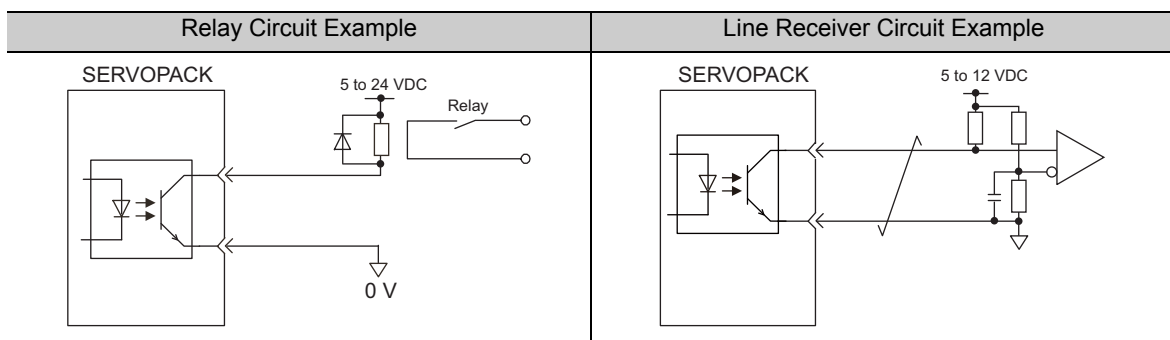 Relay Circuit Example
Line Receiver Circuit Example
SERVOPACK
5 to 24 VDC
Relay
0 V
SERVOPACK
5 to 12 VDC